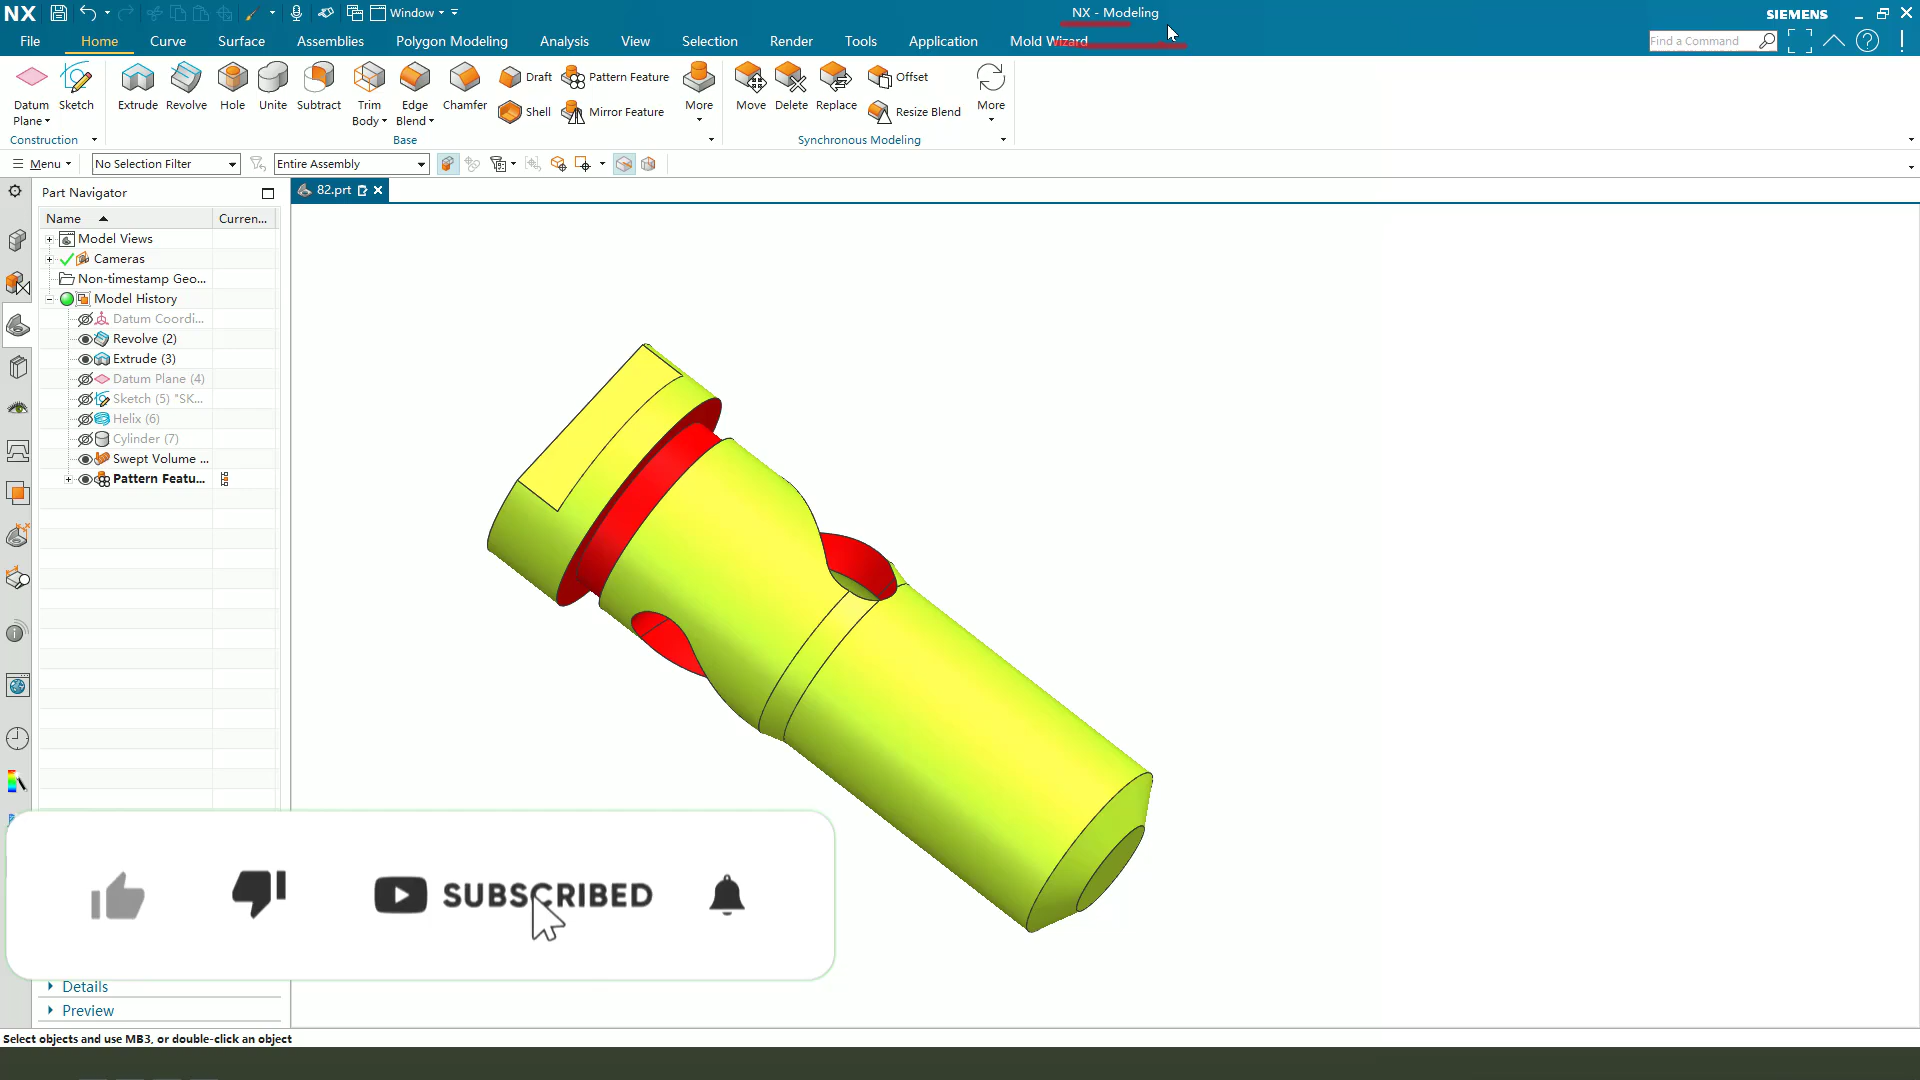 NX
Window
NX - Modeling
SIEMENS
File
Home
Curve
Surface
Assemblies
Polygon Modeling
Analysis
View
Selection
Render
Tools
Application
Mold Wizard
Find a Command
Datum Plane
Sketch
Extrude
Revolve
Hole
Unite
Subtract
Trim Body
Edge Blend
Chamfer
Draft
Shell
Pattern Feature
Mirror Feature
More
Move
Delete
Replace
Offset
Resize Blend
More
Construction
Base
Synchronous Modeling
Menu
No Selection Filter
Entire Assembly
Part Navigator
82.prt
Name
Curren...
Model Views
Cameras
Non-timestamp Geo...
Model History
Datum Coordi...
Revolve (2)
Extrude (3)
Datum Plane (4)
Sketch (5) "SK...
Helix (6)
Cylinder (7)
Swept Volume ...
Pattern Featu...
SUBSCRIBED
Details
Preview
Select objects and use MB3, or double-click an object